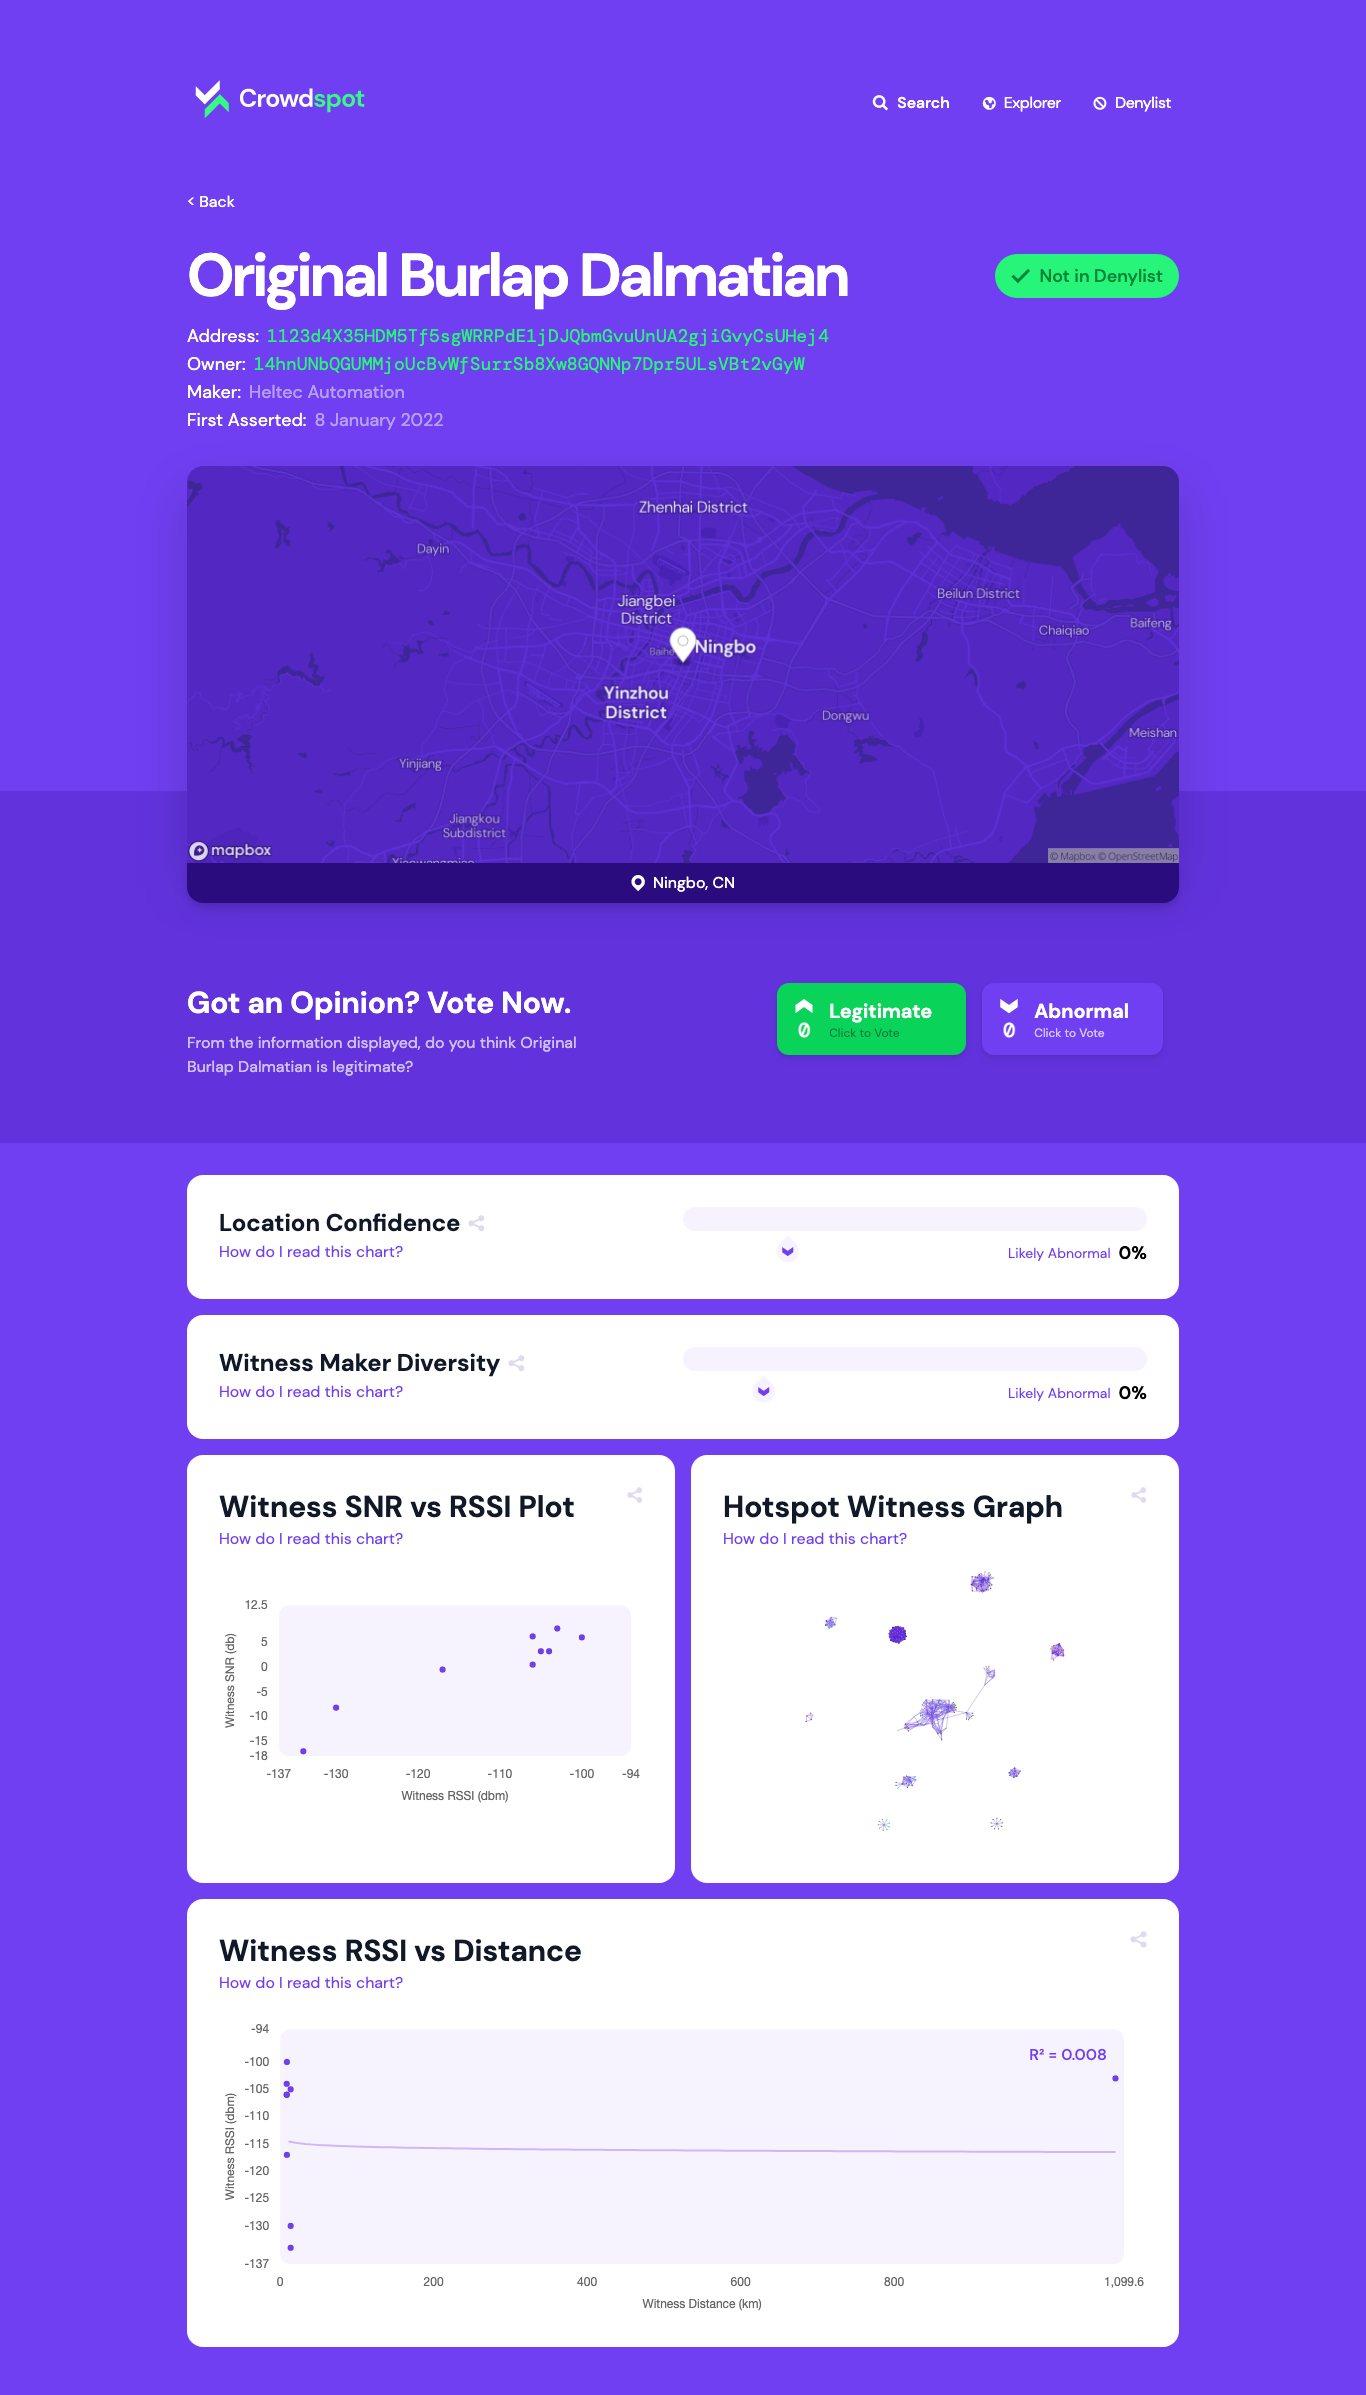 Crowdspot
Search
Explorer
Denylist
< Back
Original Burlap Dalmatian
Not in Denylist
Address: 1123d4X35HDM5Tf5sgWRRPdE1jDJQbmGvuUnUA2gjiGvyCsUHej4
Owner: 14hnUNbQGUMMjoUcBvWfSurrSb8Xw8GQNNp7Dpr5ULsVBt2vGyW
Maker: Heltec Automation
First Asserted: 8 January 2022
Zhenhai District
Dayin
Jiangbei
District
Beilun District
Chaiqiao
Baifeng
Ningbo
Yinzhou
District
Dongwu
Meishan
Yinjiang
Jiangkou
Subdistrict
mapbox
© Mapbox © OpenStreetMap
Ningbo, CN
Got an Opinion? Vote Now.
From the information displayed, do you think Original
Burlap Dalmatian is legitimate?
Legitimate
0
Click to Vote
Abnormal
0
Click to Vote
Location Confidence
How do I read this chart?
Likely Abnormal 0%
Witness Maker Diversity
How do I read this chart?
Likely Abnormal 0%
Witness SNR vs RSSI Plot
How do I read this chart?
12.5
5
0
-5
-10
-15
-18
Witness SNR (db)
-137 -130 -120 -110 -100 -94
Witness RSSI (dbm)
Hotspot Witness Graph
How do I read this chart?
Witness RSSI vs Distance
How do I read this chart?
R² = 0.008
-94
-100
-105
-110
-115
-120
-125
-130
-137
Witness RSSI (dbm)
0 200 400 600 800 1,099.6
Witness Distance (km)